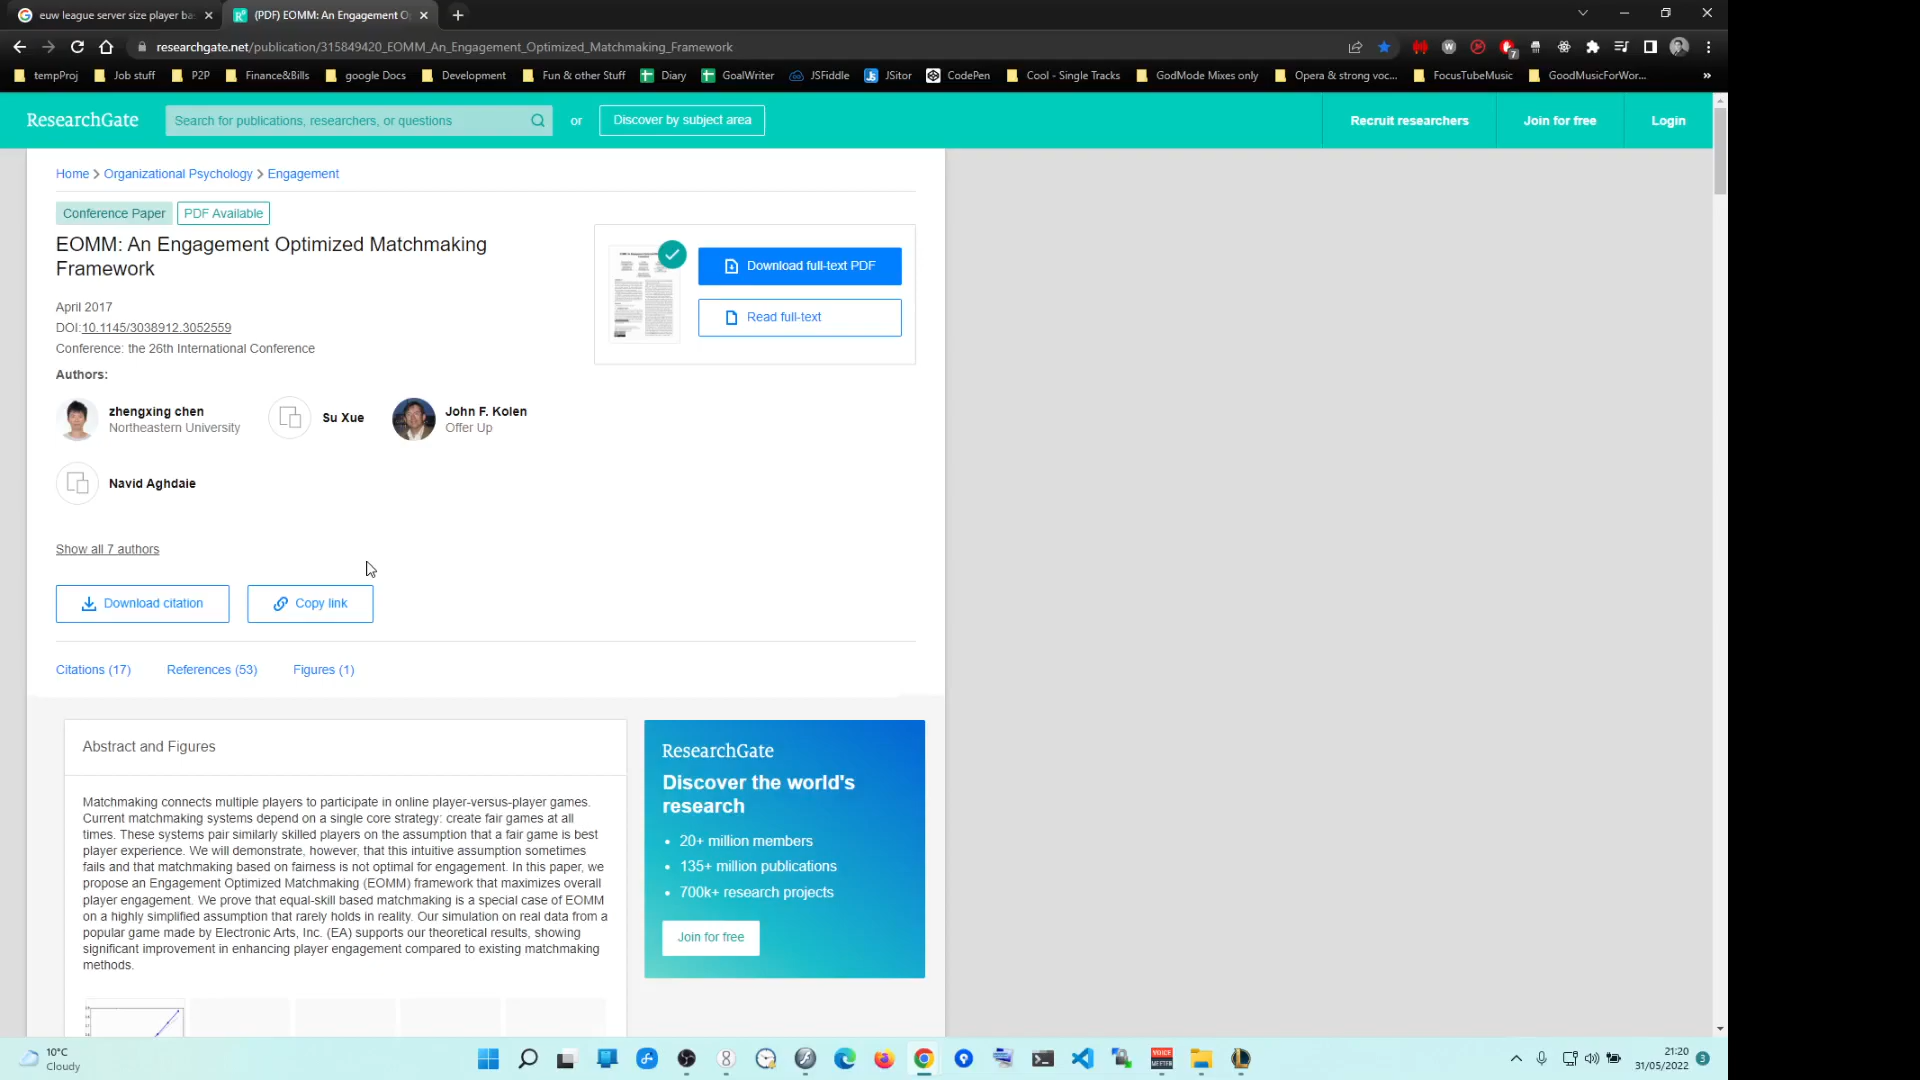 euw league server size player ba
(PDF) EOMM: An Engagement O
researchgate.net/publication/315849420_EOMM_An_Engagement_Optimized_Matchmaking_Framework
7
tempProj
Job stuff
P2P
Finance&Bills
google Docs
Development
Fun & other Stuff
Diary
GoalWriter
JSFiddle
JSitor
CodePen
Cool - Single Tracks
GodMode Mixes only
Opera & strong voc...
FocusTubeMusic
GoodMusicForWor...
»
ResearchGate
Search for publications, researchers, or questions
or
Discover by subject area
Recruit researchers
Join for free
Login
Home > Organizational Psychology > Engagement
Conference Paper
PDF Available
EOMM: An Engagement Optimized Matchmaking
Framework
April 2017
DOI:10.1145/3038912.3052559
Conference: the 26th International Conference
Authors:
zhengxing chen
Northeastern University
Su Xue
John F. Kolen
Offer Up
Navid Aghdaie
Show all 7 authors
Download full-text PDF
Read full-text
Download citation
Copy link
Citations (17)
References (53)
Figures (1)
Abstract and Figures
Matchmaking connects multiple players to participate in online player-versus-player games.
Current matchmaking systems depend on a single core strategy: create fair games at all
times. These systems pair similarly skilled players on the assumption that a fair game is best
player experience. We will demonstrate, however, that this intuitive assumption sometimes
fails and that matchmaking based on fairness is not optimal for engagement. In this paper, we
propose an Engagement Optimized Matchmaking (EOMM) framework that maximizes overall
player engagement. We prove that equal-skill based matchmaking is a special case of EOMM
on a highly simplified assumption that rarely holds in reality. Our simulation on real data from a
popular game made by Electronic Arts, Inc. (EA) supports our theoretical results, showing
significant improvement in enhancing player engagement compared to existing matchmaking
methods.
ResearchGate
Discover the world's
research
• 20+ million members
• 135+ million publications
• 700k+ research projects
Join for free
10°C
Cloudy
21:20
31/05/2022
3